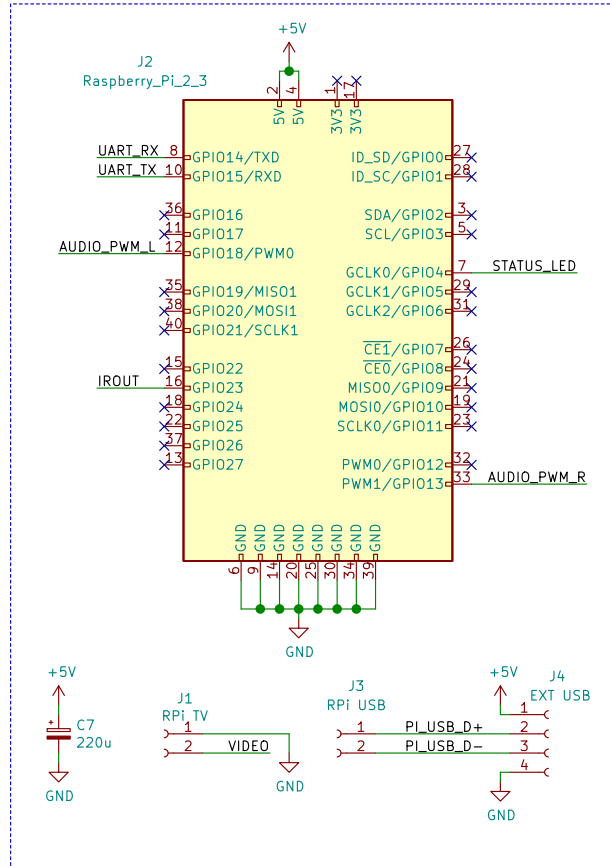 +5V
J2
Raspberry_Pi_2_3
2 4 1 17
5V 5V 3V3 3V3
UART_RX 8 GPIO14/TXD ID_SD/GPIO0 27
UART_TX 10 GPIO15/RXD ID_SC/GPIO1 28
36 GPIO16 SDA/GPIO2 3
11 GPIO17 SCL/GPIO3 5
AUDIO_PWM_L 12 GPIO18/PWM0
GCLK0/GPIO4 7 STATUS_LED
35 GPIO19/MISO1 GCLK1/GPIO5 29
38 GPIO20/MOSI1 GCLK2/GPIO6 31
40 GPIO21/SCLK1
CE1/GPIO7 26
15 GPIO22 CE0/GPIO8 24
IROUT 16 GPIO23 MISO0/GPIO9 21
18 GPIO24 MOSI0/GPIO10 19
22 GPIO25 SCLK0/GPIO11 23
37 GPIO26
13 GPIO27 PWM0/GPIO12 32
PWM1/GPIO13 33 AUDIO_PWM_R
GND GND GND GND GND GND GND GND
6 9 14 20 25 30 34 39
GND
+5V
+
C7
220u
GND
J1
RPi TV
1
2 VIDEO
GND
J3
RPi USB
1 PI_USB_D+
2 PI_USB_D-
+5V
J4
EXT USB
1
2
3
4
GND